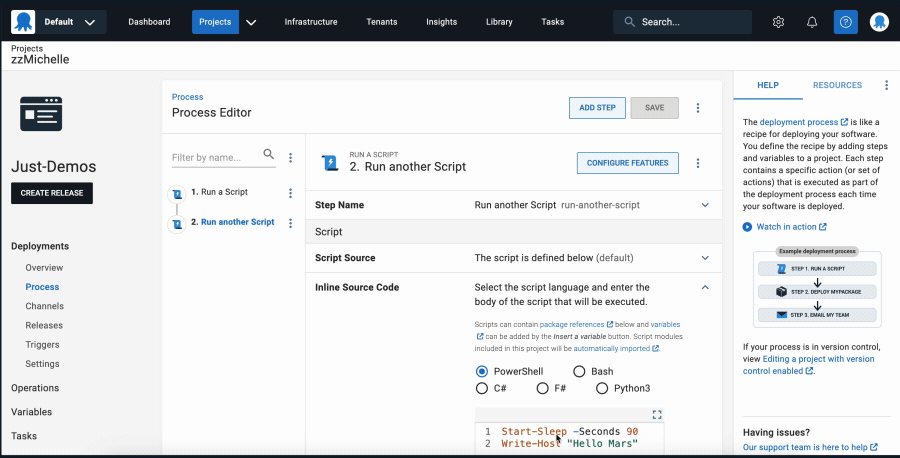 Default Dashboard Projects Infrastructure Tenants Insights Library Tasks Search...
Projects
zzMichelle
Just-Demos
CREATE RELEASE
Deployments
Overview
Process
Channels
Releases
Triggers
Settings
Operations
Variables
Tasks
Process
Process Editor
ADD STEP SAVE
Filter by name...
1. Run a Script
2. Run another Script
RUN A SCRIPT
2. Run another Script
CONFIGURE FEATURES
Step Name Run another Script run-another-script
Script
Script Source The script is defined below (default)
Inline Source Code Select the script language and enter the
body of the script that will be executed.
Scripts can contain package references below and variables
can be added by the Insert a variable button. Script modules
included in this project will be automatically imported .
PowerShell Bash
C# F# Python3
1 Start-Sleep -Seconds 90
2 Write-Host "Hello Mars"
HELP RESOURCES
The deployment process is like a
recipe for deploying your software.
You define the recipe by adding steps
and variables to a project. Each step
contains a specific action (or set of
actions) that is executed as part of
the deployment process each time
your software is deployed.
Watch in action
Example deployment process
STEP 1. RUN A SCRIPT
STEP 2. DEPLOY MYPACKAGE
STEP 3. EMAIL MY TEAM
If your process is in version control,
view Editing a project with version
control enabled .
Having issues?
Our support team is here to help